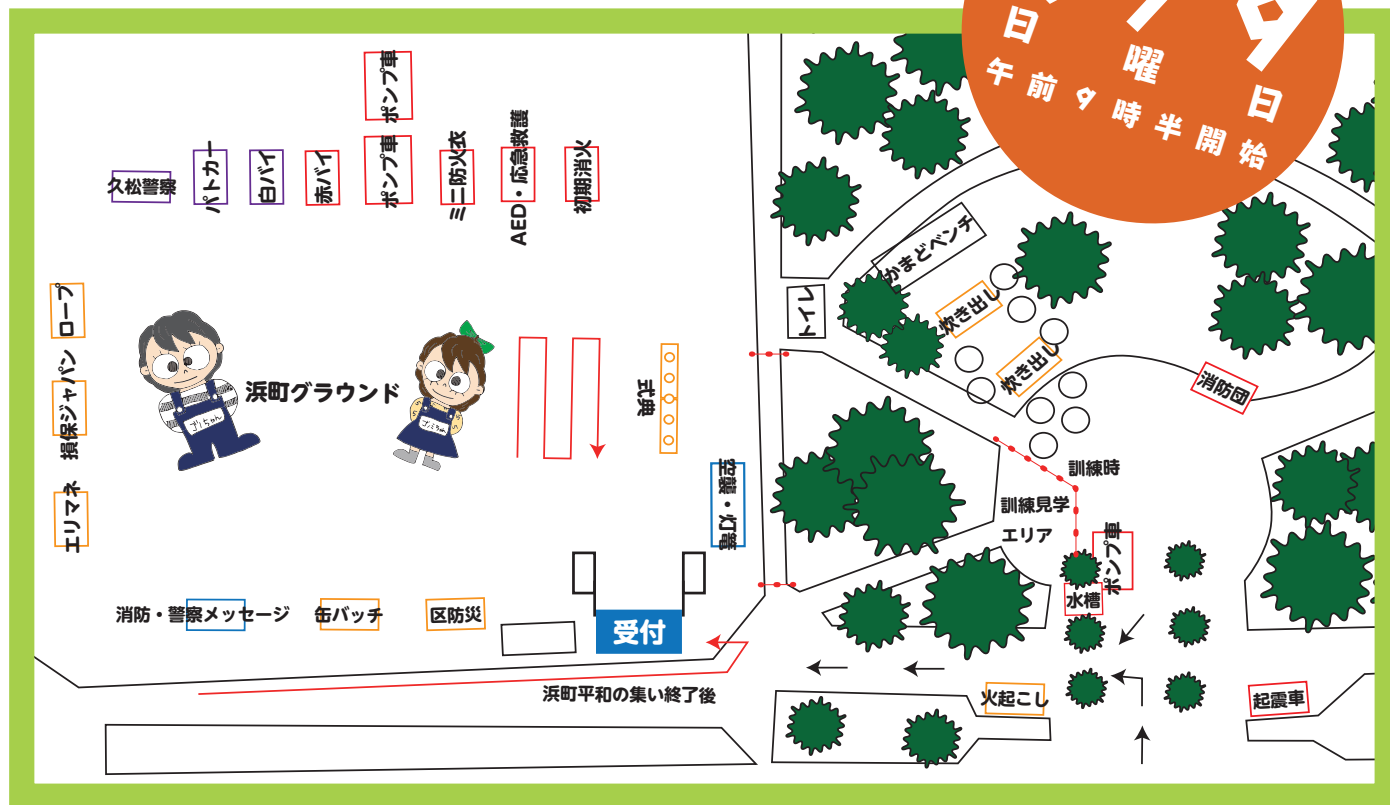 日
曜
日
午前9時半開始
ポンプ車
ポンプ車
久松警察
パトカー
白バイ
赤バイ
ミニ防火衣
AED・応急救護
初期消火
かまどベンチ
トイレ
炊き出し
炊き出し
消防団
ロープ
損保ジャパン
エリマネ
浜町グラウンド
式典
空襲・灯篭
訓練時
訓練見学
エリア
ポンプ車
水槽
消防・警察メッセージ
缶バッチ
区防災
受付
浜町平和の集い終了後
火起こし
起震車